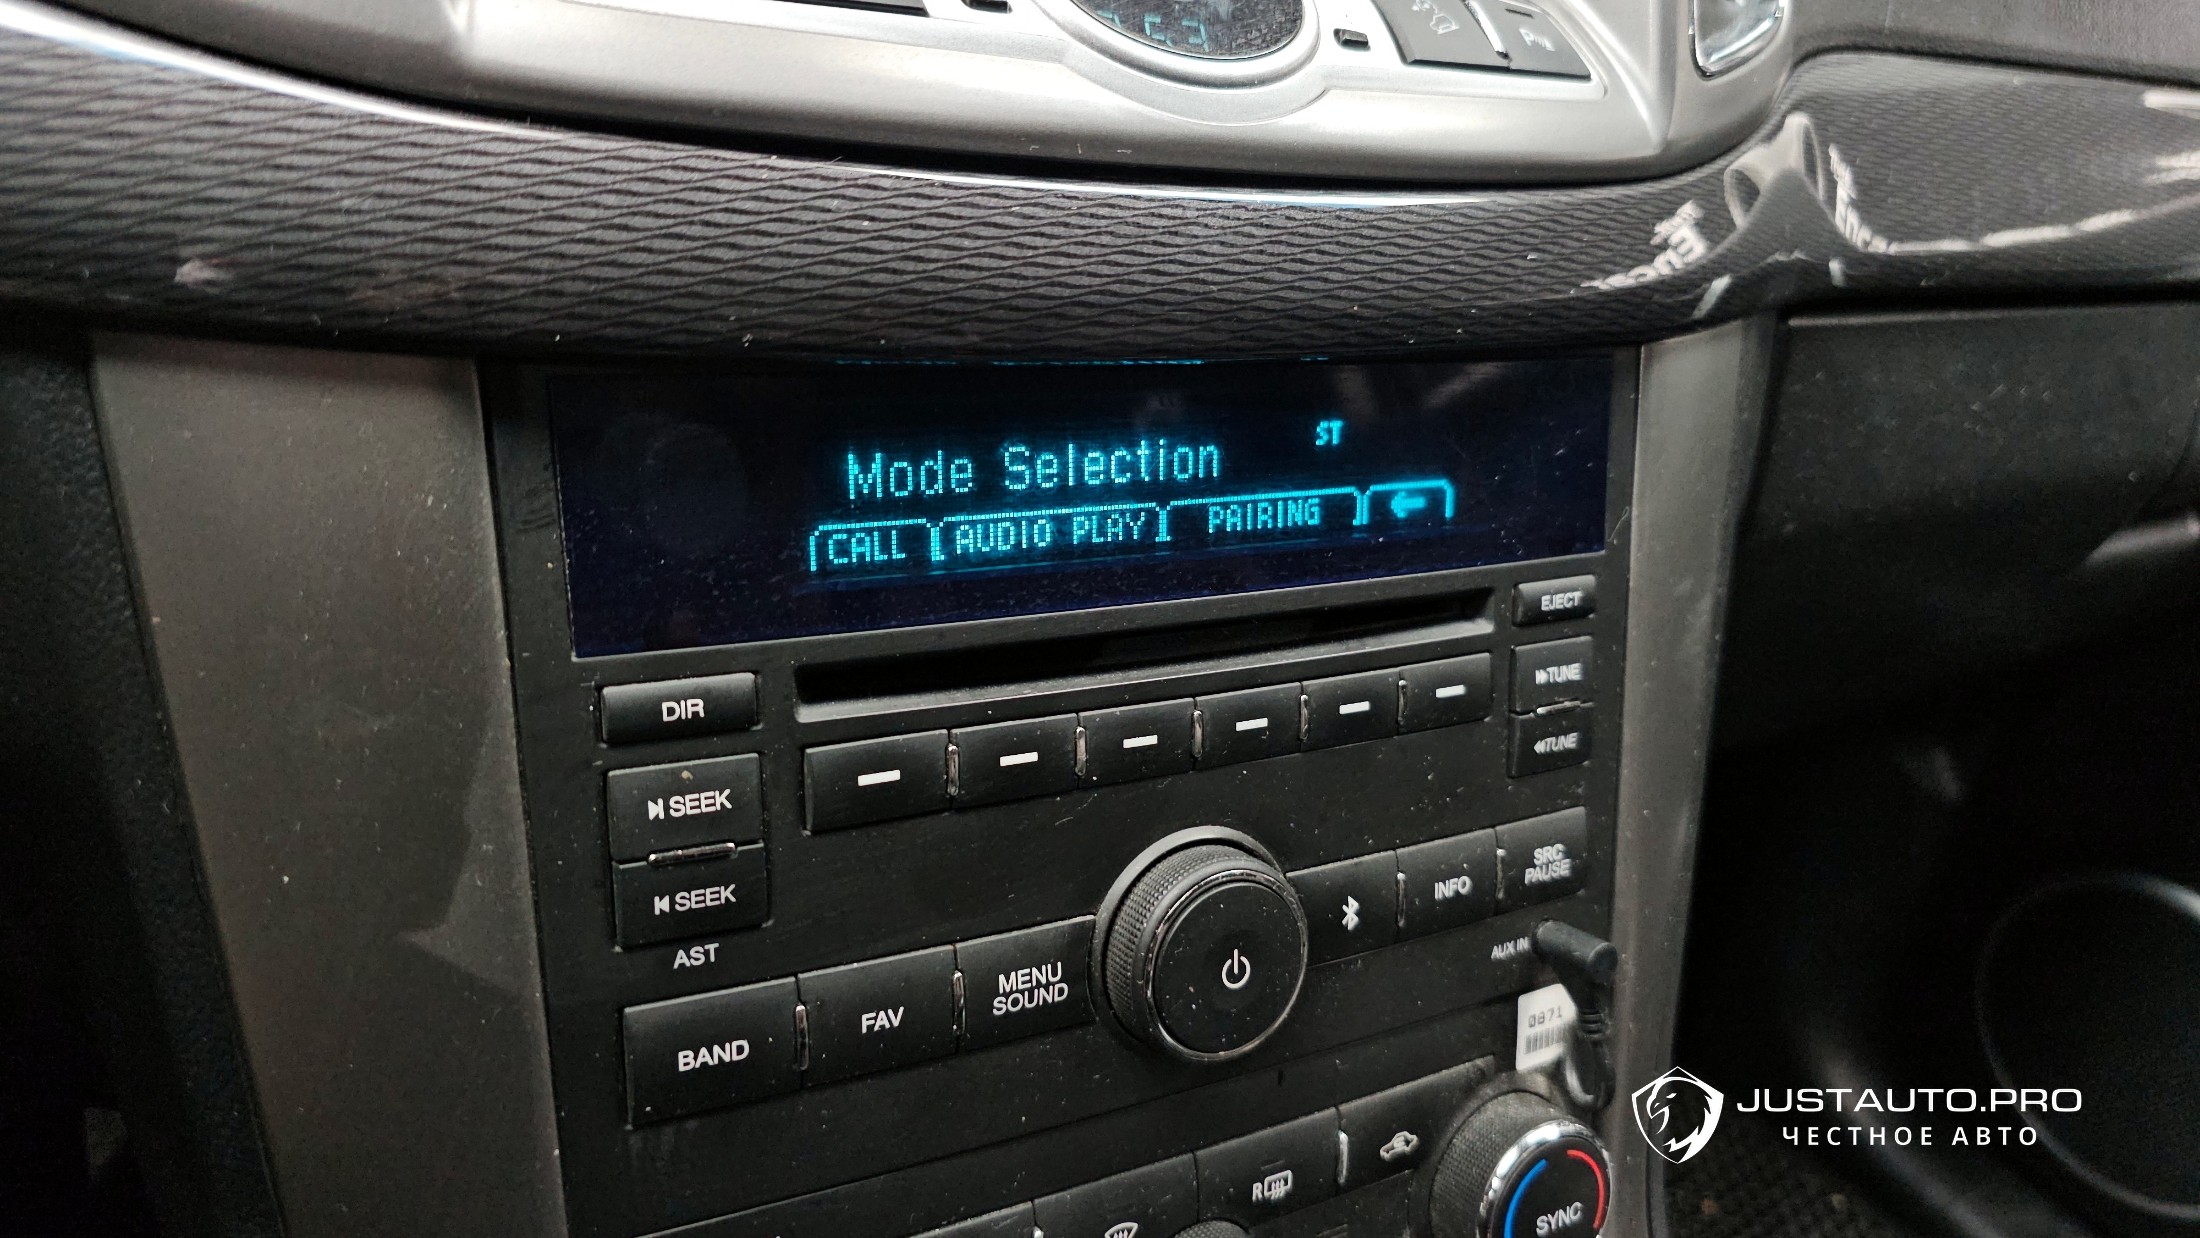 Mode Selection ST
CALL AUDIO PLAY PAIRING
EJECT
DIR
TUNE
TUNE
SEEK
SEEK
AST
BAND
FAV
MENU
SOUND
INFO
SRC
PAUSE
AUX IN
0871
SYNC
R
JUSTAUTO.PRO
ЧЕСТНОЕ АВТО